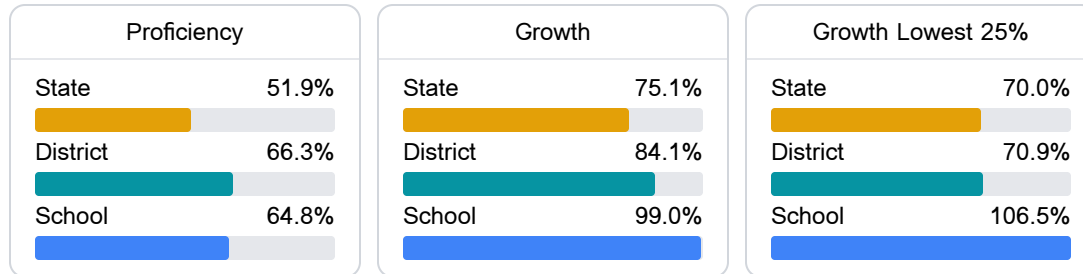 Proficiency
State 51.9%
District 66.3%
School 64.8%
Growth
State 75.1%
District 84.1%
School 99.0%
Growth Lowest 25%
State 70.0%
District 70.9%
School 106.5%